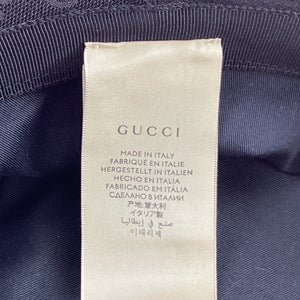 GUCCI
MADE IN ITALY
FABRIQUÉ EN ITALIE
HERGESTELLT IN ITALIEN
HECHO EN ITALIA
FABRICADO EM ITÁLIA
СДЕЛАНО В ИТАЛИИ
产地:意大利
イタリア製
صنع في إيطاليا
이태리제